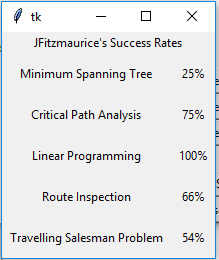 tk
JFitzmaurice's Success Rates
Minimum Spanning Tree 25%
Critical Path Analysis 75%
Linear Programming 100%
Route Inspection 66%
Travelling Salesman Problem 54%